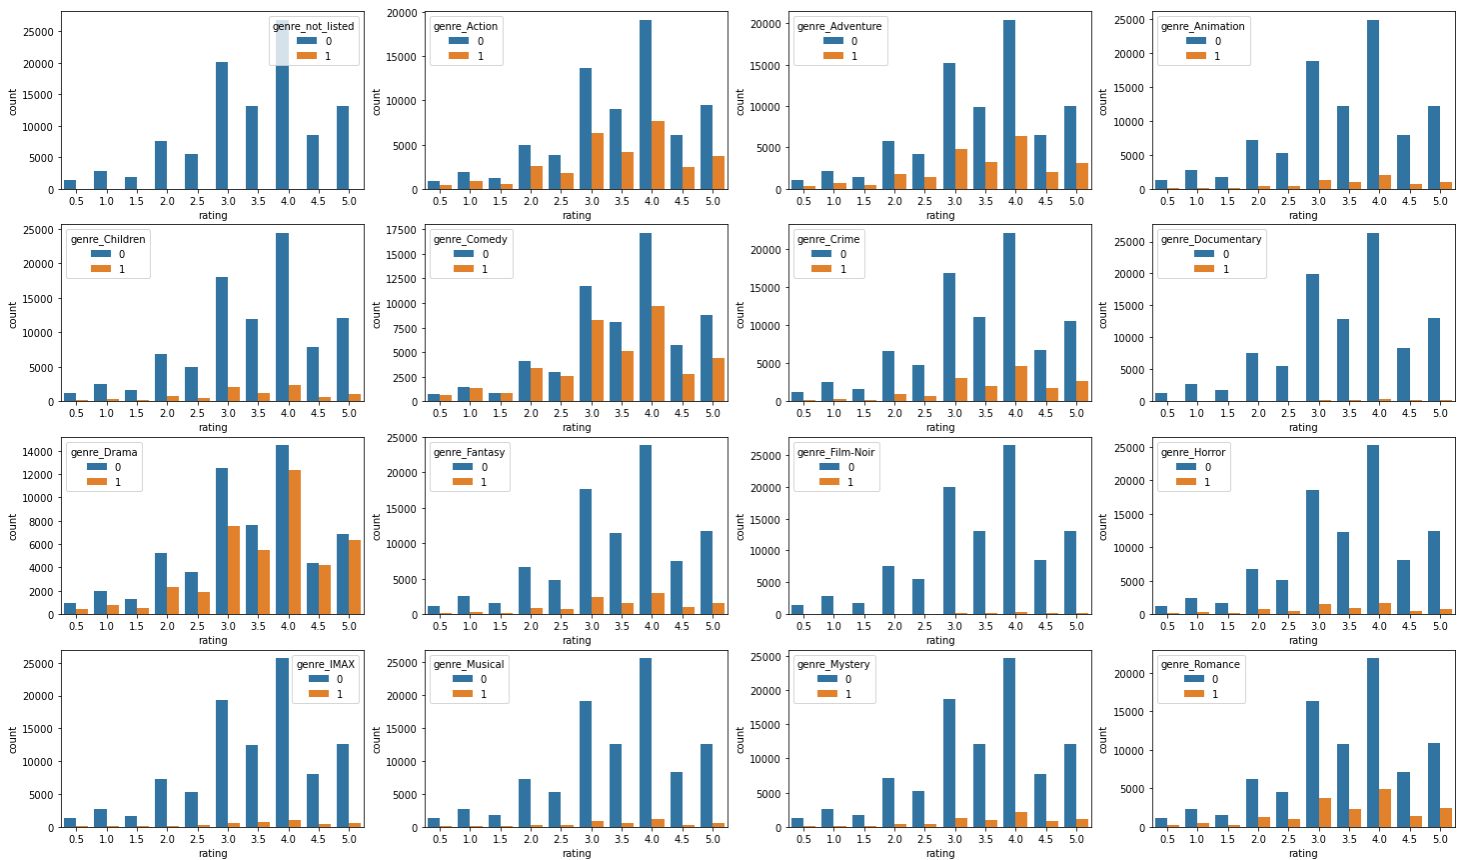 genre_not_listed
0
1
25000
20000
15000
10000
5000
0
count
0.5 1.0 1.5 2.0 2.5 3.0 3.5 4.0 4.5 5.0
rating
genre_Action
0
1
20000
15000
10000
5000
0
count
0.5 1.0 1.5 2.0 2.5 3.0 3.5 4.0 4.5 5.0
rating
genre_Adventure
0
1
20000
15000
10000
5000
0
count
0.5 1.0 1.5 2.0 2.5 3.0 3.5 4.0 4.5 5.0
rating
genre_Animation
0
1
25000
20000
15000
10000
5000
0
count
0.5 1.0 1.5 2.0 2.5 3.0 3.5 4.0 4.5 5.0
rating
genre_Children
0
1
25000
20000
15000
10000
5000
0
count
0.5 1.0 1.5 2.0 2.5 3.0 3.5 4.0 4.5 5.0
rating
genre_Comedy
0
1
17500
15000
12500
10000
7500
5000
2500
0
count
0.5 1.0 1.5 2.0 2.5 3.0 3.5 4.0 4.5 5.0
rating
genre_Crime
0
1
20000
15000
10000
5000
0
count
0.5 1.0 1.5 2.0 2.5 3.0 3.5 4.0 4.5 5.0
rating
genre_Documentary
0
1
25000
20000
15000
10000
5000
0
count
0.5 1.0 1.5 2.0 2.5 3.0 3.5 4.0 4.5 5.0
rating
genre_Drama
0
1
14000
12000
10000
8000
6000
4000
2000
0
count
0.5 1.0 1.5 2.0 2.5 3.0 3.5 4.0 4.5 5.0
rating
genre_Fantasy
0
1
25000
20000
15000
10000
5000
0
count
0.5 1.0 1.5 2.0 2.5 3.0 3.5 4.0 4.5 5.0
rating
genre_Film-Noir
0
1
25000
20000
15000
10000
5000
0
count
0.5 1.0 1.5 2.0 2.5 3.0 3.5 4.0 4.5 5.0
rating
genre_Horror
0
1
25000
20000
15000
10000
5000
0
count
0.5 1.0 1.5 2.0 2.5 3.0 3.5 4.0 4.5 5.0
rating
genre_IMAX
0
1
25000
20000
15000
10000
5000
0
count
0.5 1.0 1.5 2.0 2.5 3.0 3.5 4.0 4.5 5.0
rating
genre_Musical
0
1
25000
20000
15000
10000
5000
0
count
0.5 1.0 1.5 2.0 2.5 3.0 3.5 4.0 4.5 5.0
rating
genre_Mystery
0
1
25000
20000
15000
10000
5000
0
count
0.5 1.0 1.5 2.0 2.5 3.0 3.5 4.0 4.5 5.0
rating
genre_Romance
0
1
20000
15000
10000
5000
0
count
0.5 1.0 1.5 2.0 2.5 3.0 3.5 4.0 4.5 5.0
rating